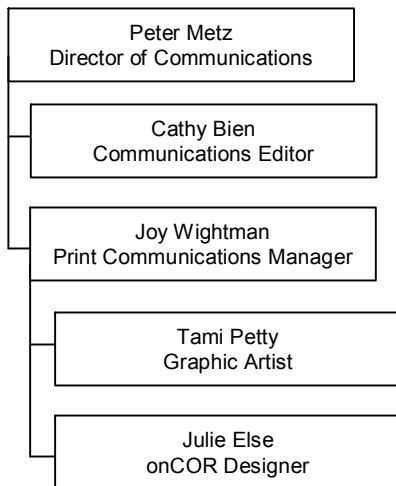 Peter Metz
Director of Communications
Cathy Bien
Communications Editor
Joy Wightman
Print Communications Manager
Tami Petty
Graphic Artist
Julie Else
onCOR Designer